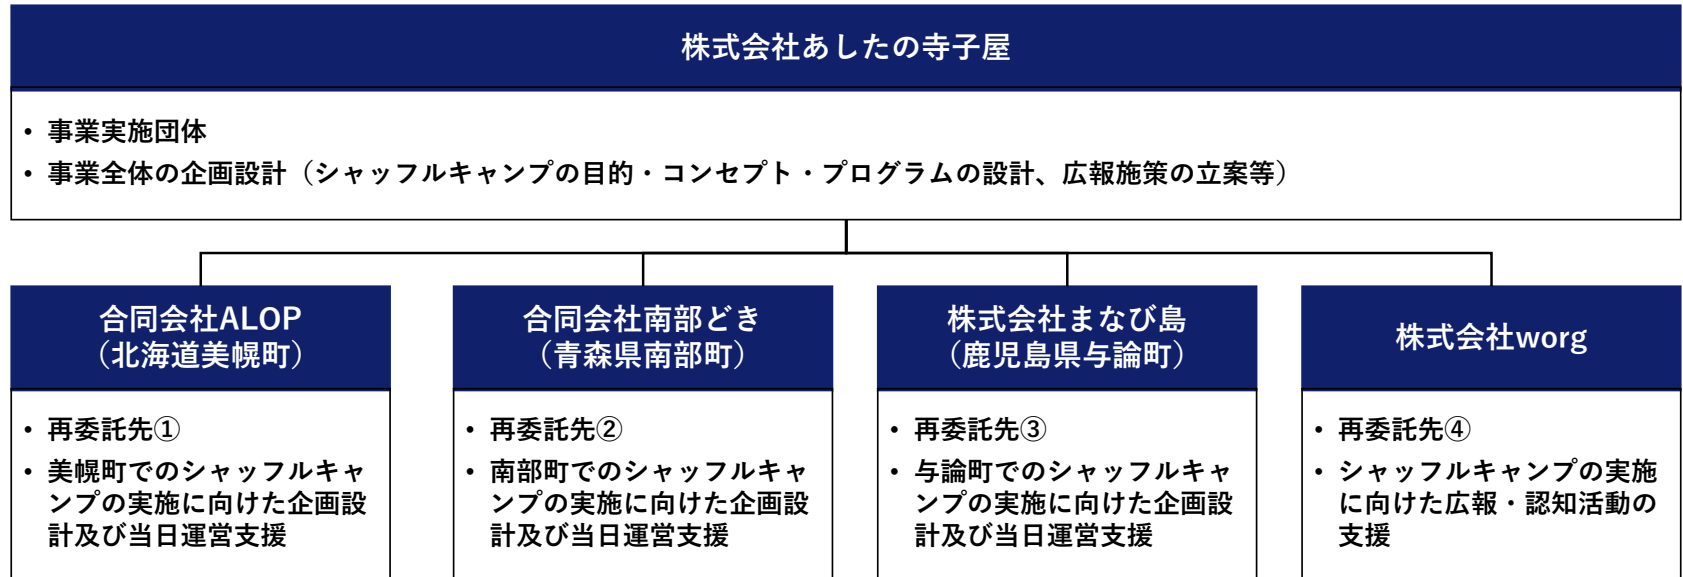 株式会社あしたの寺子屋
• 事業実施団体
• 事業全体の企画設計（シャッフルキャンプの目的・コンセプト・プログラムの設計、広報施策の立案等）
合同会社ALOP
（北海道美幌町）
• 再委託先①
• 美幌町でのシャッフルキャ
ンプの実施に向けた企画設
計及び当日運営支援
合同会社南部どき
（青森県南部町）
• 再委託先②
• 南部町でのシャッフルキャ
ンプの実施に向けた企画設
計及び当日運営支援
株式会社まなび島
（鹿児島県与論町）
• 再委託先③
• 与論町でのシャッフルキャ
ンプの実施に向けた企画設
計及び当日運営支援
株式会社worg
• 再委託先④
• シャッフルキャンプの実施
に向けた広報・認知活動の
支援